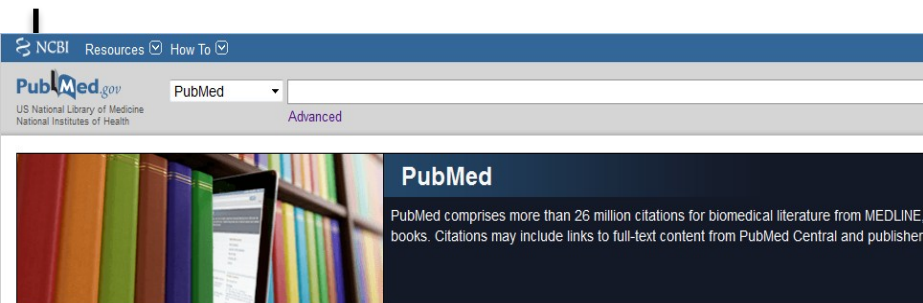 NCBI Resources How To
PubMed.gov
US National Library of Medicine
National Institutes of Health
PubMed
Advanced
PubMed
PubMed comprises more than 26 million citations for biomedical literature from MEDLINE,
books. Citations may include links to full-text content from PubMed Central and publisher